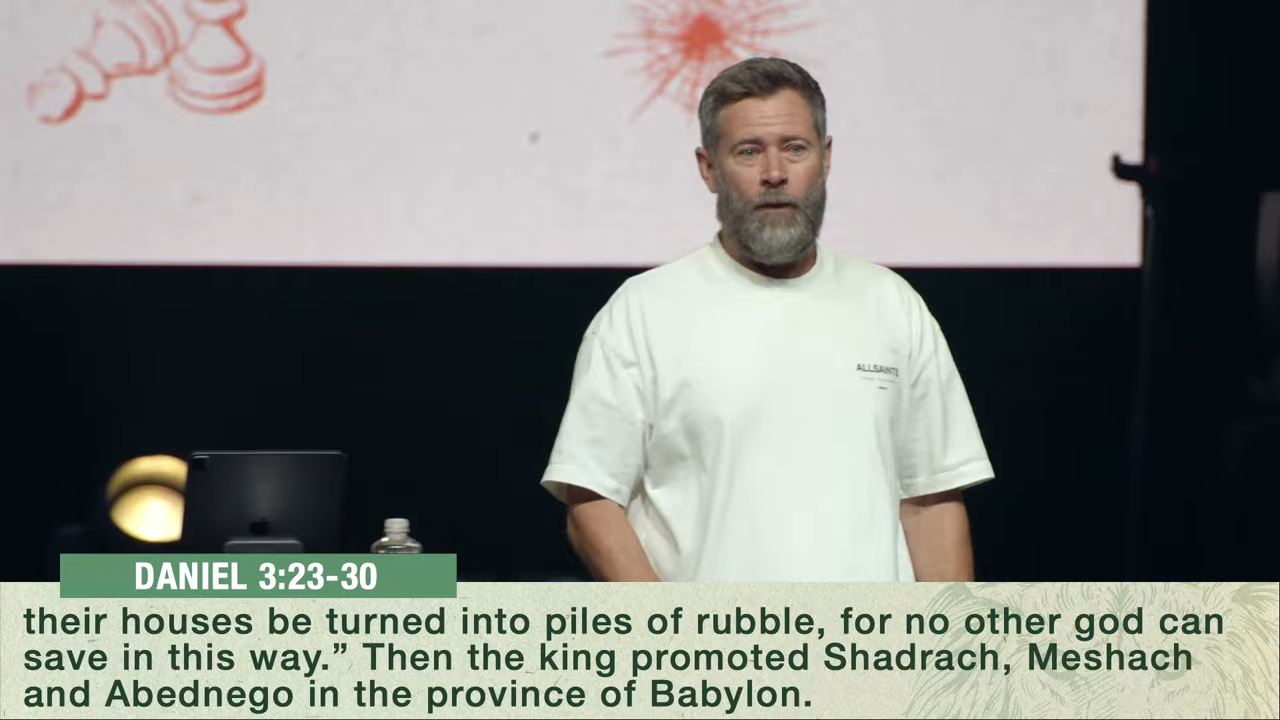 ALLSAINTS
DANIEL 3:23-30
their houses be turned into piles of rubble, for no other god can
save in this way.” Then the king promoted Shadrach, Meshach
and Abednego in the province of Babylon.